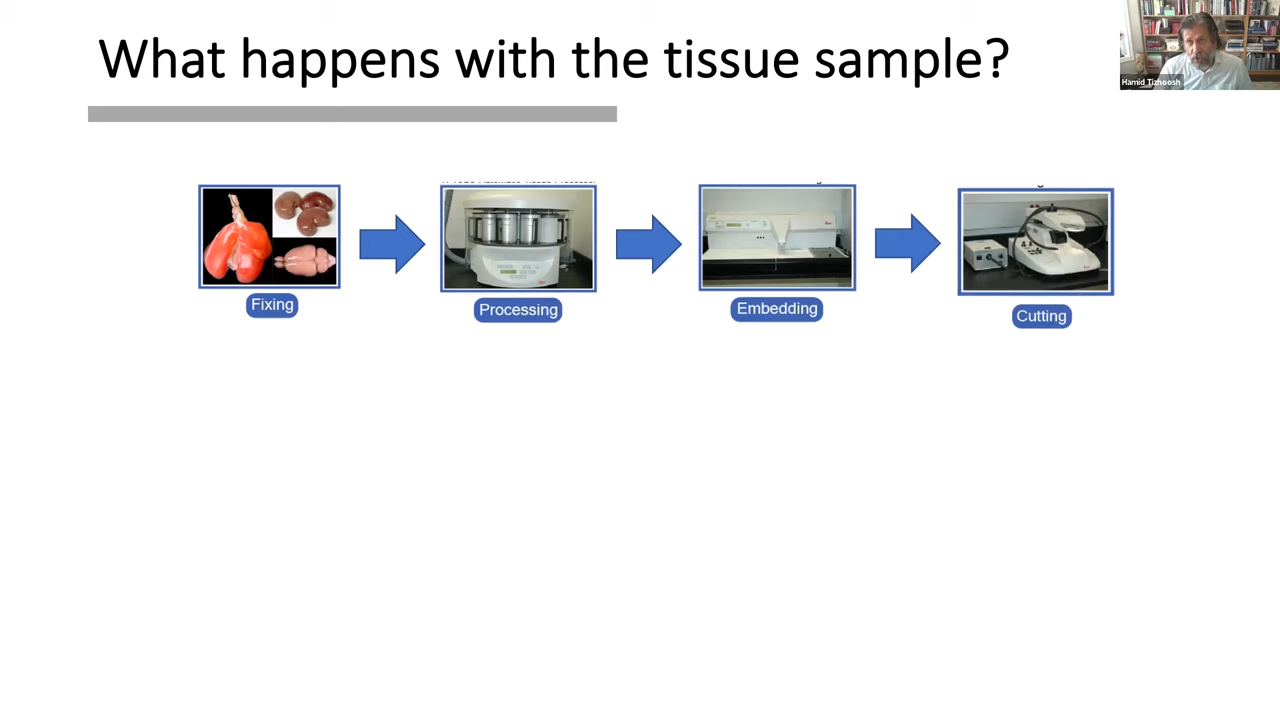 What happens with the tissue sample?
Hamid Tizhoosh
Fixing
Processing
Embedding
Cutting